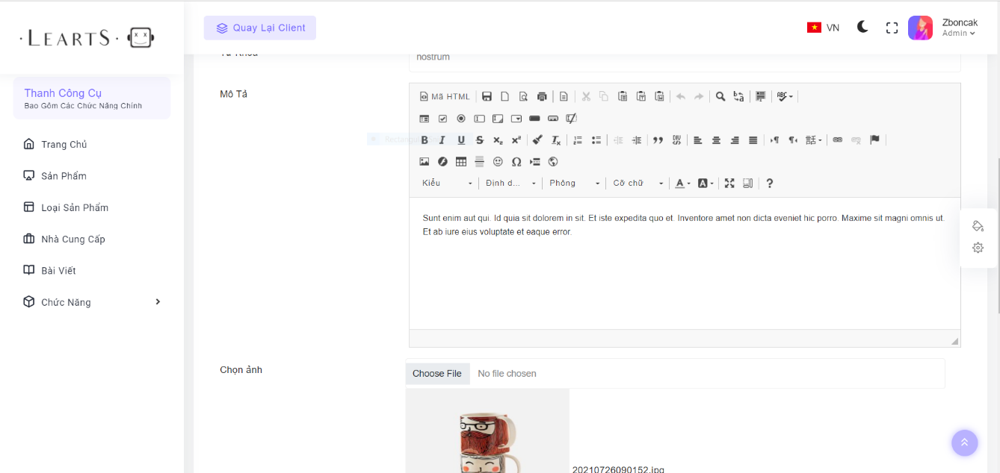 · LEARTS ·
Quay Lại Client
VN
Zboncak
Admin
Thanh Công Cụ
Bao Gồm Các Chức Năng Chính
Trang Chủ
Sản Phẩm
Loại Sản Phẩm
Nhà Cung Cấp
Bài Viết
Chức Năng
nostrum
Mô Tả
Mã HTML
Kiểu
Định d...
Phông
Cỡ chữ
Sunt enim aut qui. Id quia sit dolorem in sit. Et iste expedita quo et. Inventore amet non dicta eveniet hic porro. Maxime sit magni omnis ut.
Et ab iure eius voluptate et eaque error.
Chọn ảnh
Choose File
No file chosen
20210726090152.jpg